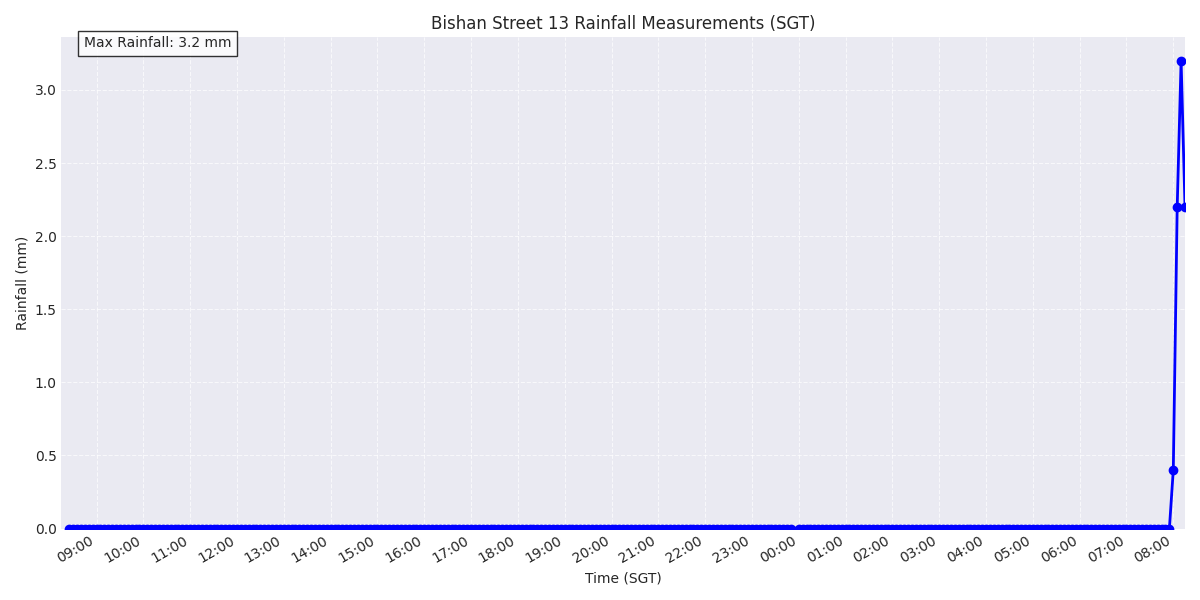 Bishan Street 13 Rainfall Measurements (SGT)
Max Rainfall: 3.2 mm
3.0
2.5
2.0
1.5
1.0
0.5
0.0
Rainfall (mm)
09:00 10:00 11:00 12:00 13:00 14:00 15:00 16:00 17:00 18:00 19:00 20:00 21:00 22:00 23:00 00:00 01:00 02:00 03:00 04:00 05:00 06:00 07:00 08:00
Time (SGT)